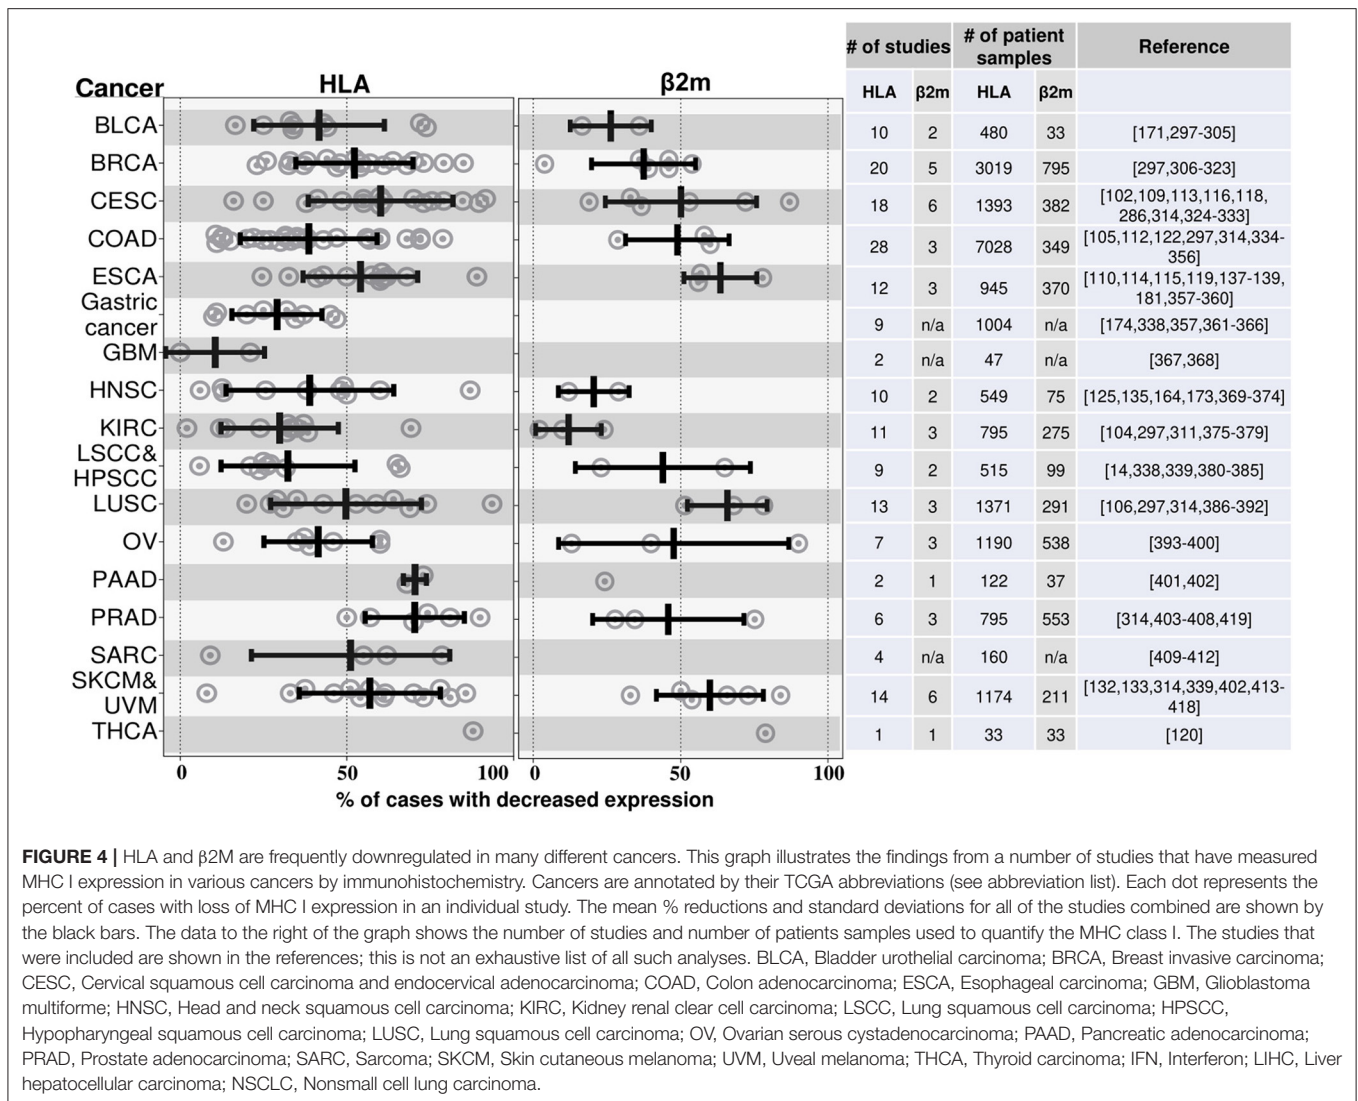 # of studies
# of patient
samples
Reference
Cancer
HLA
β2m
HLA
β2m
HLA
β2m
BLCA
10
2
480
33
[171,297-305]
BRCA
20
5
3019
795
[297,306-323]
CESC
18
6
1393
382
[102,109,113,116,118,
286,314,324-333]
COAD
28
3
7028
349
[105,112,122,297,314,334-
356]
ESCA
12
3
945
370
[110,114,115,119,137-139,
181,357-360]
Gastric
cancer
9
n/a
1004
n/a
[174,338,357,361-366]
GBM
2
n/a
47
n/a
[367,368]
HNSC
10
2
549
75
[125,135,164,173,369-374]
KIRC
11
3
795
275
[104,297,311,375-379]
LSCC&
HPSCC
9
2
515
99
[14,338,339,380-385]
LUSC
13
3
1371
291
[106,297,314,386-392]
OV
7
3
1190
538
[393-400]
PAAD
2
1
122
37
[401,402]
PRAD
6
3
795
553
[314,403-408,419]
SARC
4
n/a
160
n/a
[409-412]
SKCM&
UVM
14
6
1174
211
[132,133,314,339,402,413-
418]
THCA
1
1
33
33
[120]
0
50
100
0
50
100
% of cases with decreased expression
FIGURE 4 | HLA and β2M are frequently downregulated in many different cancers. This graph illustrates the findings from a number of studies that have measured
MHC I expression in various cancers by immunohistochemistry. Cancers are annotated by their TCGA abbreviations (see abbreviation list). Each dot represents the
percent of cases with loss of MHC I expression in an individual study. The mean % reductions and standard deviations for all of the studies combined are shown by
the black bars. The data to the right of the graph shows the number of studies and number of patients samples used to quantify the MHC class I. The studies that
were included are shown in the references; this is not an exhaustive list of all such analyses. BLCA, Bladder urothelial carcinoma; BRCA, Breast invasive carcinoma;
CESC, Cervical squamous cell carcinoma and endocervical adenocarcinoma; COAD, Colon adenocarcinoma; ESCA, Esophageal carcinoma; GBM, Glioblastoma
multiforme; HNSC, Head and neck squamous cell carcinoma; KIRC, Kidney renal clear cell carcinoma; LSCC, Lung squamous cell carcinoma; HPSCC,
Hypopharyngeal squamous cell carcinoma; LUSC, Lung squamous cell carcinoma; OV, Ovarian serous cystadenocarcinoma; PAAD, Pancreatic adenocarcinoma;
PRAD, Prostate adenocarcinoma; SARC, Sarcoma; SKCM, Skin cutaneous melanoma; UVM, Uveal melanoma; THCA, Thyroid carcinoma; IFN, Interferon; LIHC, Liver
hepatocellular carcinoma; NSCLC, Nonsmall cell lung carcinoma.